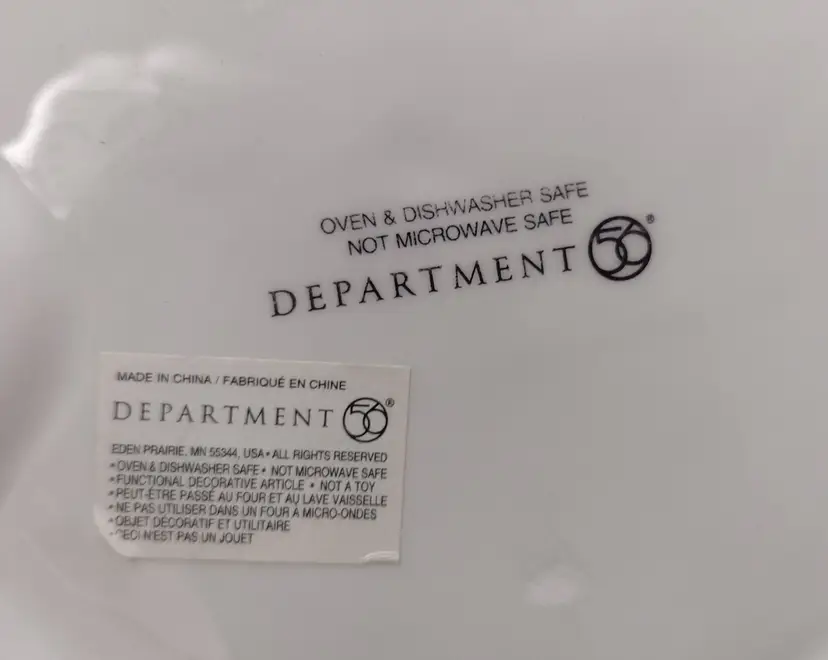 OVEN & DISHWASHER SAFE
NOT MICROWAVE SAFE
DEPARTMENT 56®
MADE IN CHINA / FABRIQUÉ EN CHINE
DEPARTMENT 56®
EDEN PRAIRIE, MN 55344, USA • ALL RIGHTS RESERVED
• OVEN & DISHWASHER SAFE • NOT MICROWAVE SAFE
• FUNCTIONAL DECORATIVE ARTICLE • NOT A TOY
• PEUT-ÊTRE PASSÉ AU FOUR ET AU LAVE VAISSELLE
• NE PAS UTILISER DANS UN FOUR À MICRO-ONDES
• OBJET DÉCORATIF ET UTILITAIRE
• CECI N'EST PAS UN JOUET